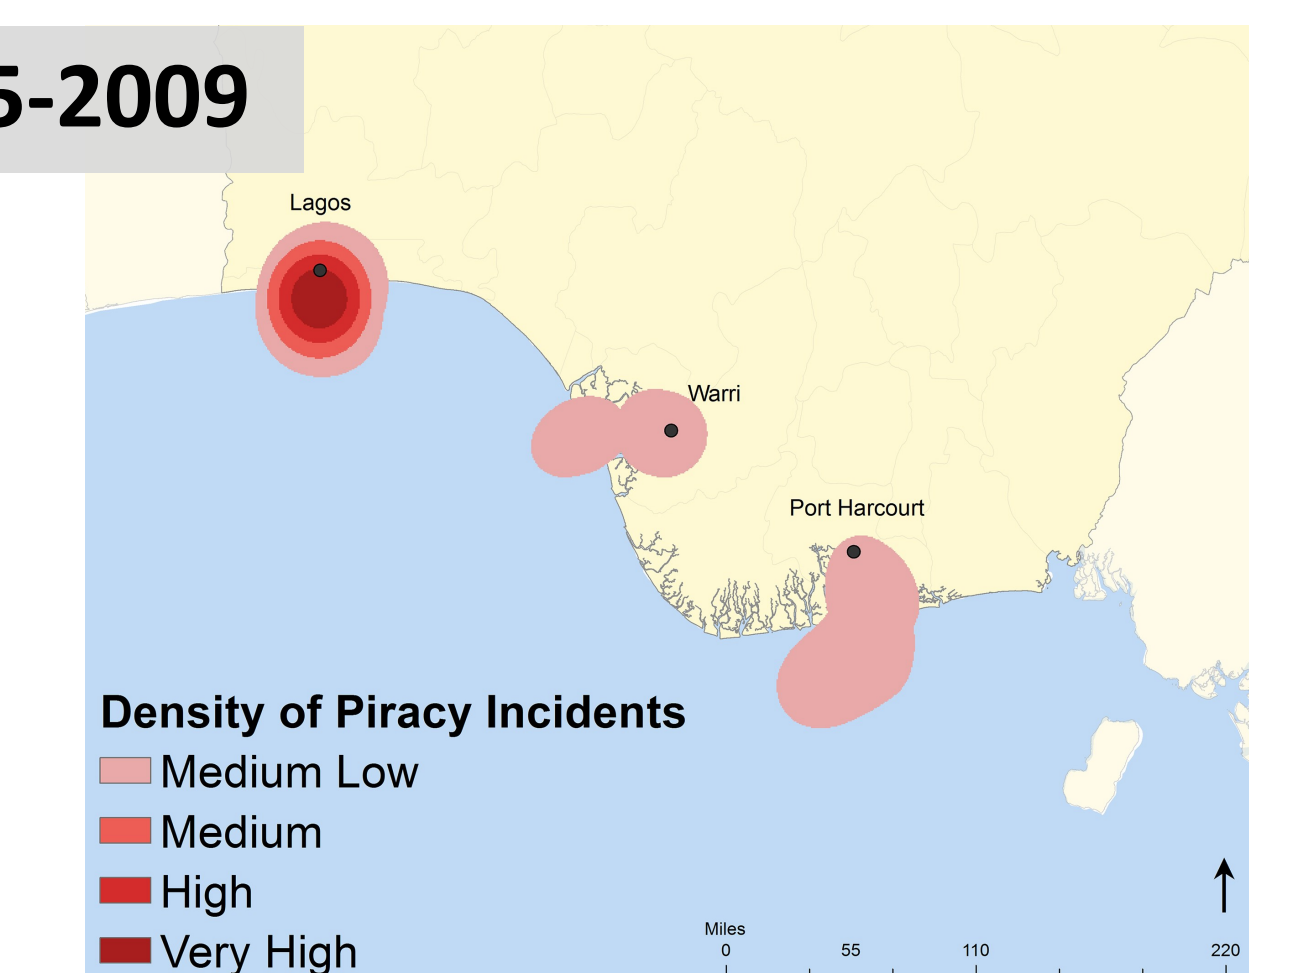 5-2009
Lagos
Warri
Port Harcourt
Density of Piracy Incidents
Medium Low
Medium
High
Very High
Miles
0 55 110 220